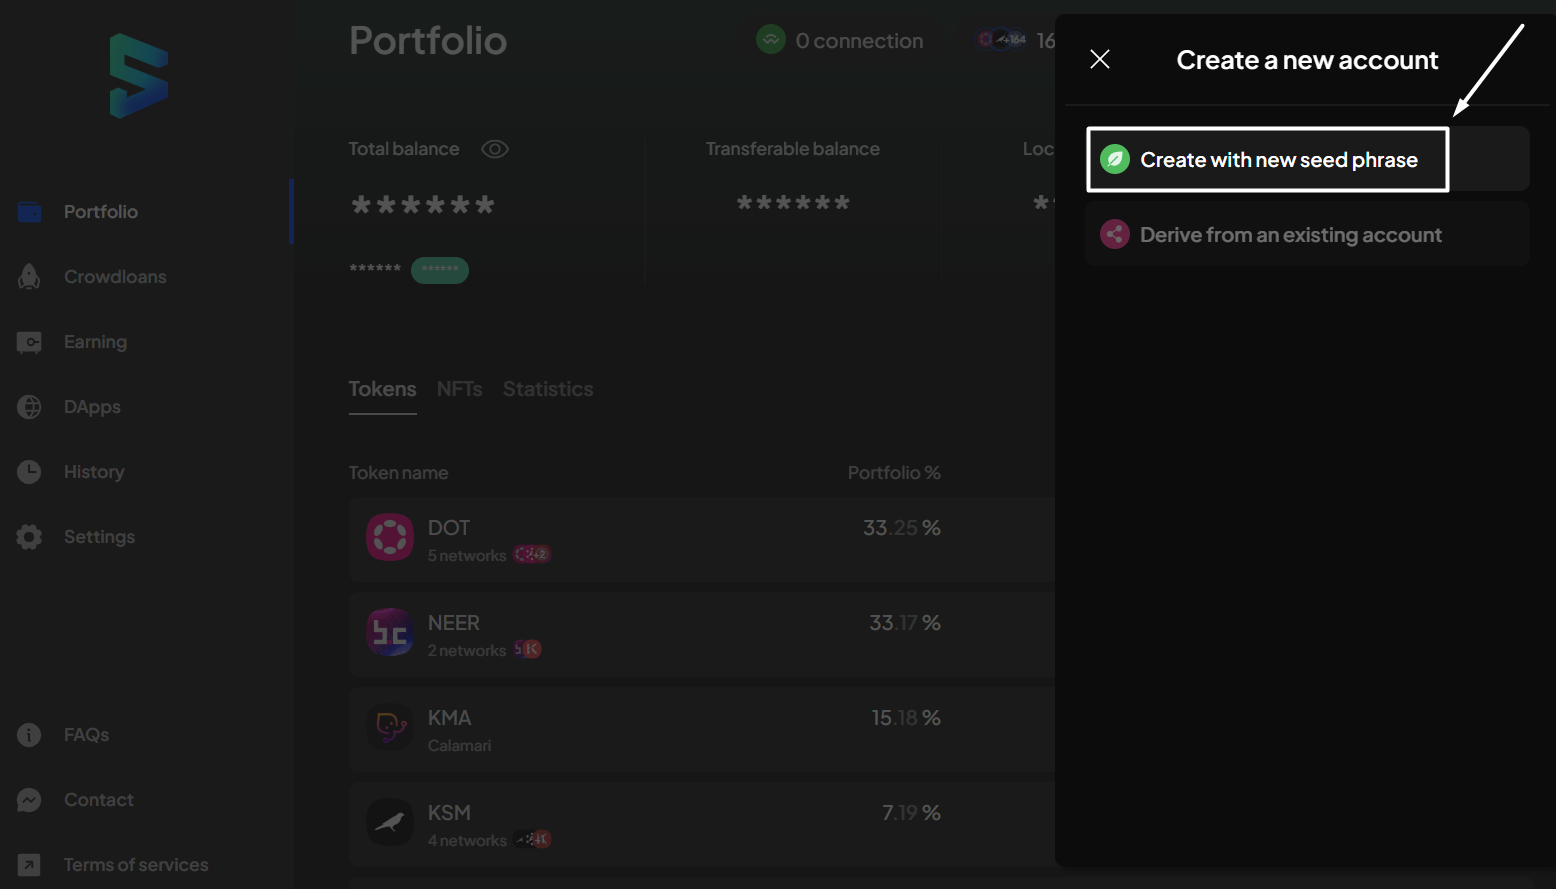 Portfolio
0 connection
+164
16
Create a new account
Create with new seed phrase
Derive from an existing account
Portfolio
Crowdloans
Earning
DApps
History
Settings
FAQs
Contact
Terms of services
Total balance
******
****** ******
Transferable balance
******
Loc
**
Tokens NFTs Statistics
Token name Portfolio %
DOT 33.25 %
5 networks +2
NEER 33.17 %
2 networks
KMA 15.18 %
Calamari
KSM 7.19 %
4 networks